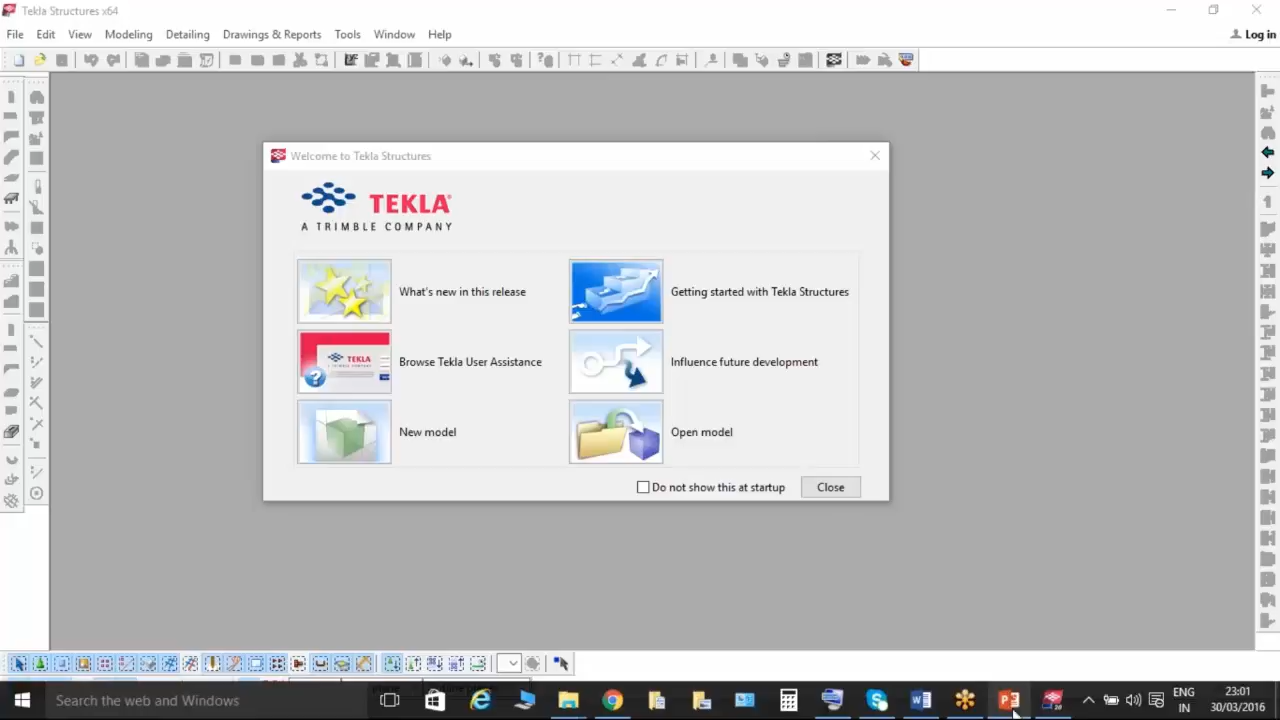 Tekla Structures x64
File Edit View Modeling Detailing Drawings & Reports Tools Window Help
Log in
Welcome to Tekla Structures
TEKLA
A TRIMBLE COMPANY
What's new in this release
Getting started with Tekla Structures
TEKLA
Browse Tekla User Assistance
Influence future development
New model
Open model
Do not show this at startup
Close
Search the web and Windows
ENG
IN
23:01
30/03/2016